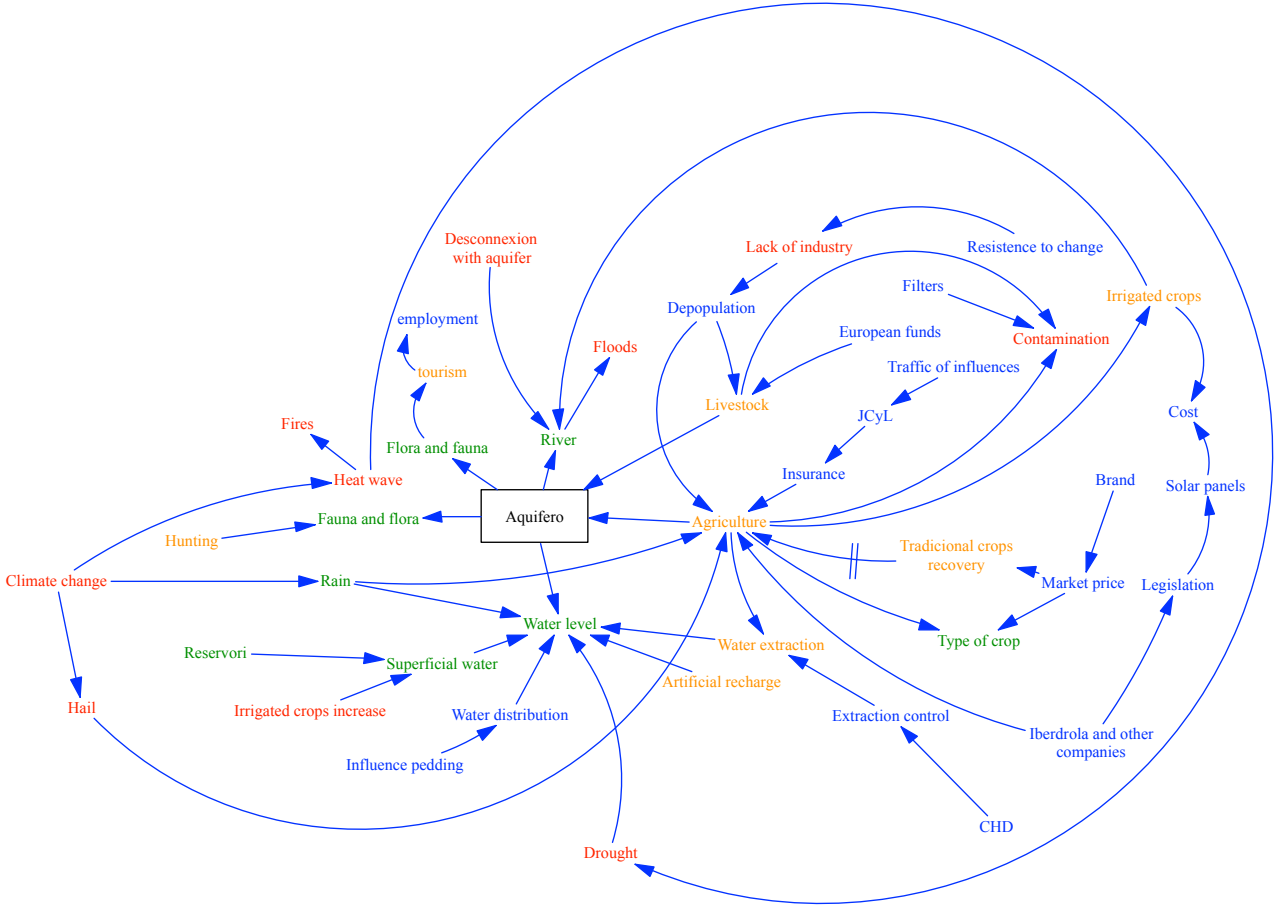 Desconnexion
with aquifer
Lack of industry
Resistence to change
Filters
Irrigated crops
Depopulation
employment
European funds
Contamination
Floods
Traffic of influences
tourism
Livestock
JCyL
Cost
Fires
River
Flora and fauna
Insurance
Heat wave
Brand
Solar panels
Aquifero
Fauna and flora
Agriculture
Hunting
Tradicional crops
recovery
Climate change
Rain
Market price
Legislation
Water level
Type of crop
Water extraction
Reservori
Superficial water
Artificial recharge
Hail
Irrigated crops increase
Water distribution
Extraction control
Iberdrola and other
companies
Influence pedding
CHD
Drought